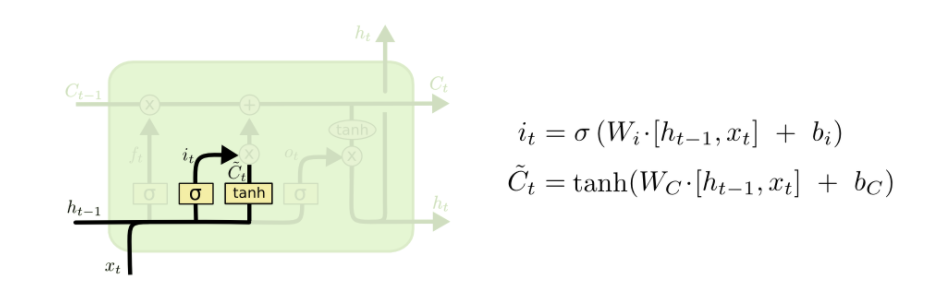 h_t
C_{t-1}
C_t
tanh
f_t
i_t
C̃_t
o_t
σ
σ
tanh
σ
h_{t-1}
h_t
x_t
i_t = σ (W_i·[h_{t-1}, x_t] + b_i)
C̃_t = tanh(W_C·[h_{t-1}, x_t] + b_C)